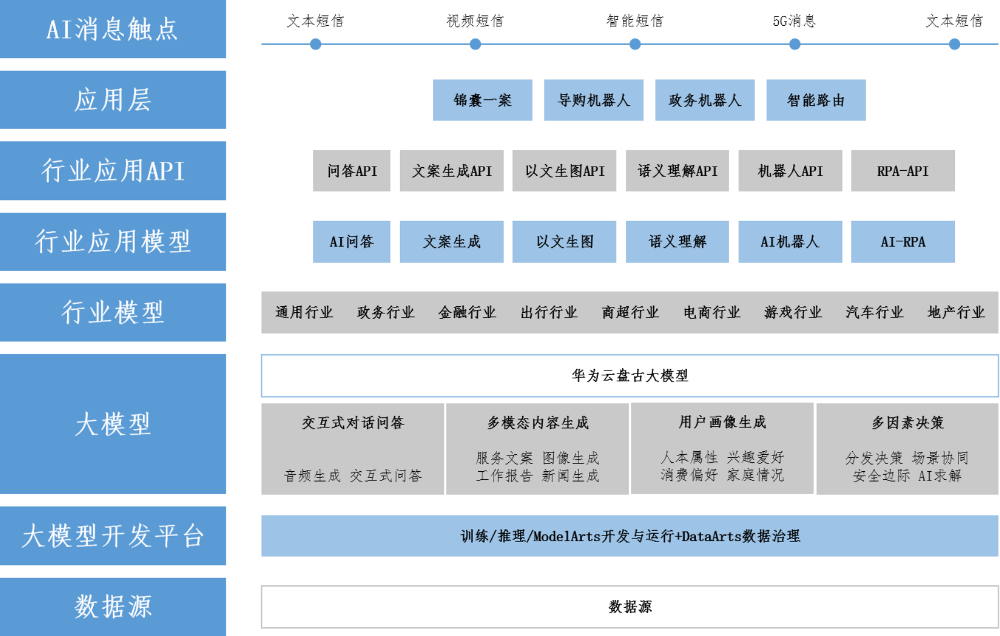 AI消息触点
文本短信 视频短信 智能短信 5G消息 文本短信
应用层
锦囊一案 导购机器人 政务机器人 智能路由
行业应用API
问答API 文案生成API 以文生图API 语义理解API 机器人API RPA-API
行业应用模型
AI问答 文案生成 以文生图 语义理解 AI机器人 AI-RPA
行业模型
通用行业 政务行业 金融行业 出行行业 商超行业 电商行业 游戏行业 汽车行业 地产行业
大模型
华为云盘古大模型
交互式对话问答
音频生成 交互式问答
多模态内容生成
服务文案 图像生成
工作报告 新闻生成
用户画像生成
人本属性 兴趣爱好
消费偏好 家庭情况
多因素决策
分发决策 场景协同
安全边际 AI求解
大模型开发平台
训练/推理/ModelArts开发与运行+DataArts数据治理
数据源
数据源